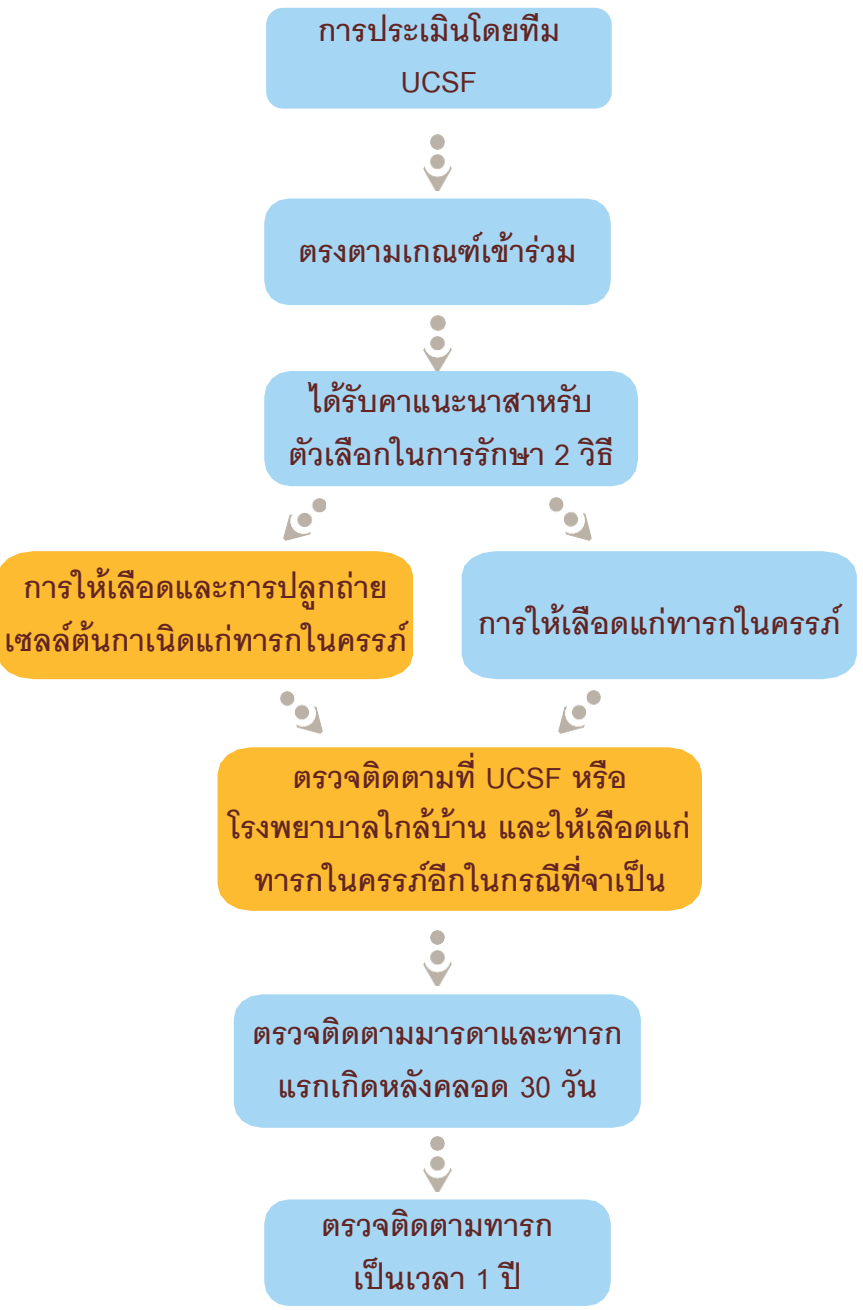 การประเมินโดยทีม
UCSF
ตรงตามเกณฑ์เข้าร่วม
ได้รับคาแนะนาสาหรับ
ตัวเลือกในการรักษา 2 วิธี
การให้เลือดและการปลูกถ่าย
เซลล์ต้นกาเนิดแก่ทารกในครรภ์
การให้เลือดแก่ทารกในครรภ์
ตรวจติดตามที่ UCSF หรือ
โรงพยาบาลใกล้บ้าน และให้เลือดแก่
ทารกในครรภ์อีกในกรณีที่จาเป็น
ตรวจติดตามมารดาและทารก
แรกเกิดหลังคลอด 30 วัน
ตรวจติดตามทารก
เป็นเวลา 1 ปี